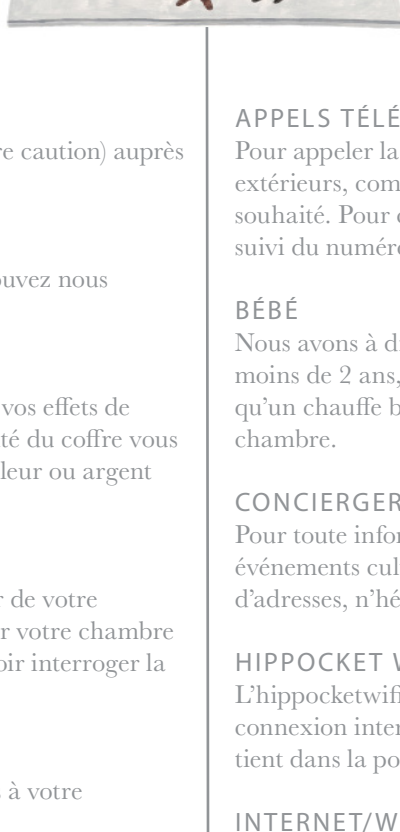 re caution) auprès
ouvez nous
vos effets de
té du coffre vous
leur ou argent
r de votre
r votre chambre
oir interroger la
à votre
APPELS TÉLÉ
Pour appeler la
extérieurs, com
souhaité. Pour
suivi du numér
BÉBÉ
Nous avons à d
moins de 2 ans,
qu'un chauffe b
chambre.
CONCIERGER
Pour toute infor
événements cul
d'adresses, n'hé
HIPPOCKET W
L'hippocketwifi
connexion inter
tient dans la po
INTERNET/W